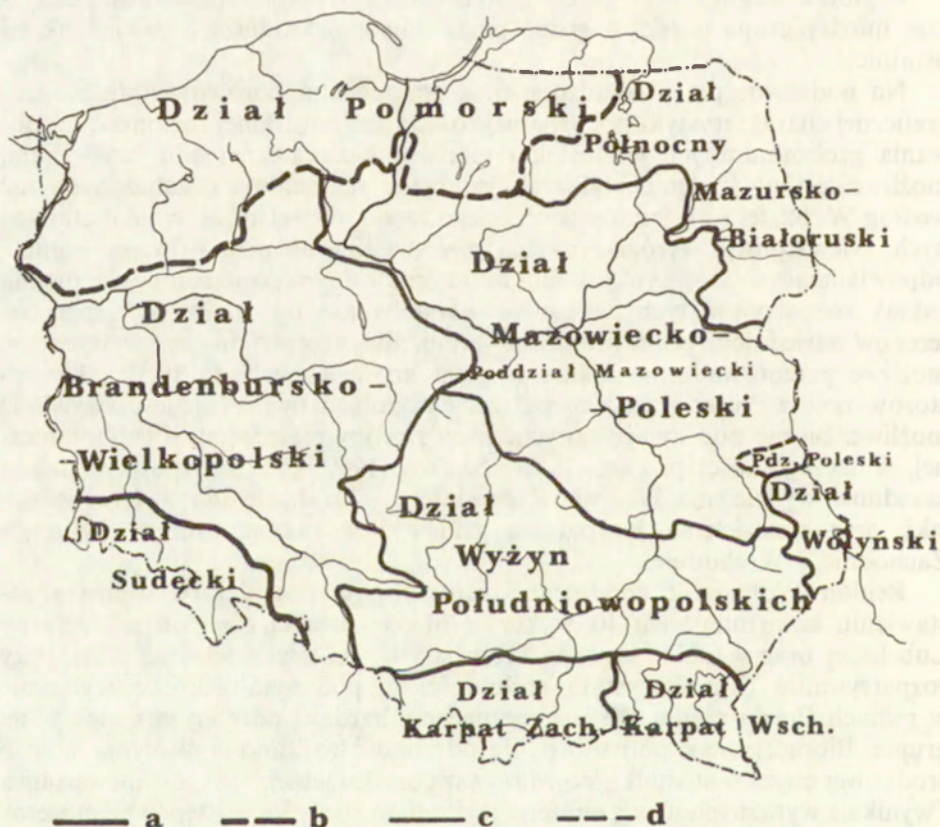 Dział Pomorski
Dział
Północny
Mazursko-
Białoruski
Dział
Mazowiecko-
Poddział Mazowiecki
Poleski
Pdz. Poleski
Dział
Brandenbursko-
-Wielkopolski
Dział
Wołyński
Dział
Sudecki
Dział
Wyżyn
Południowopolskich
Dział
Karpat Zach.
Dział
Karpat Wsch.
a b c d